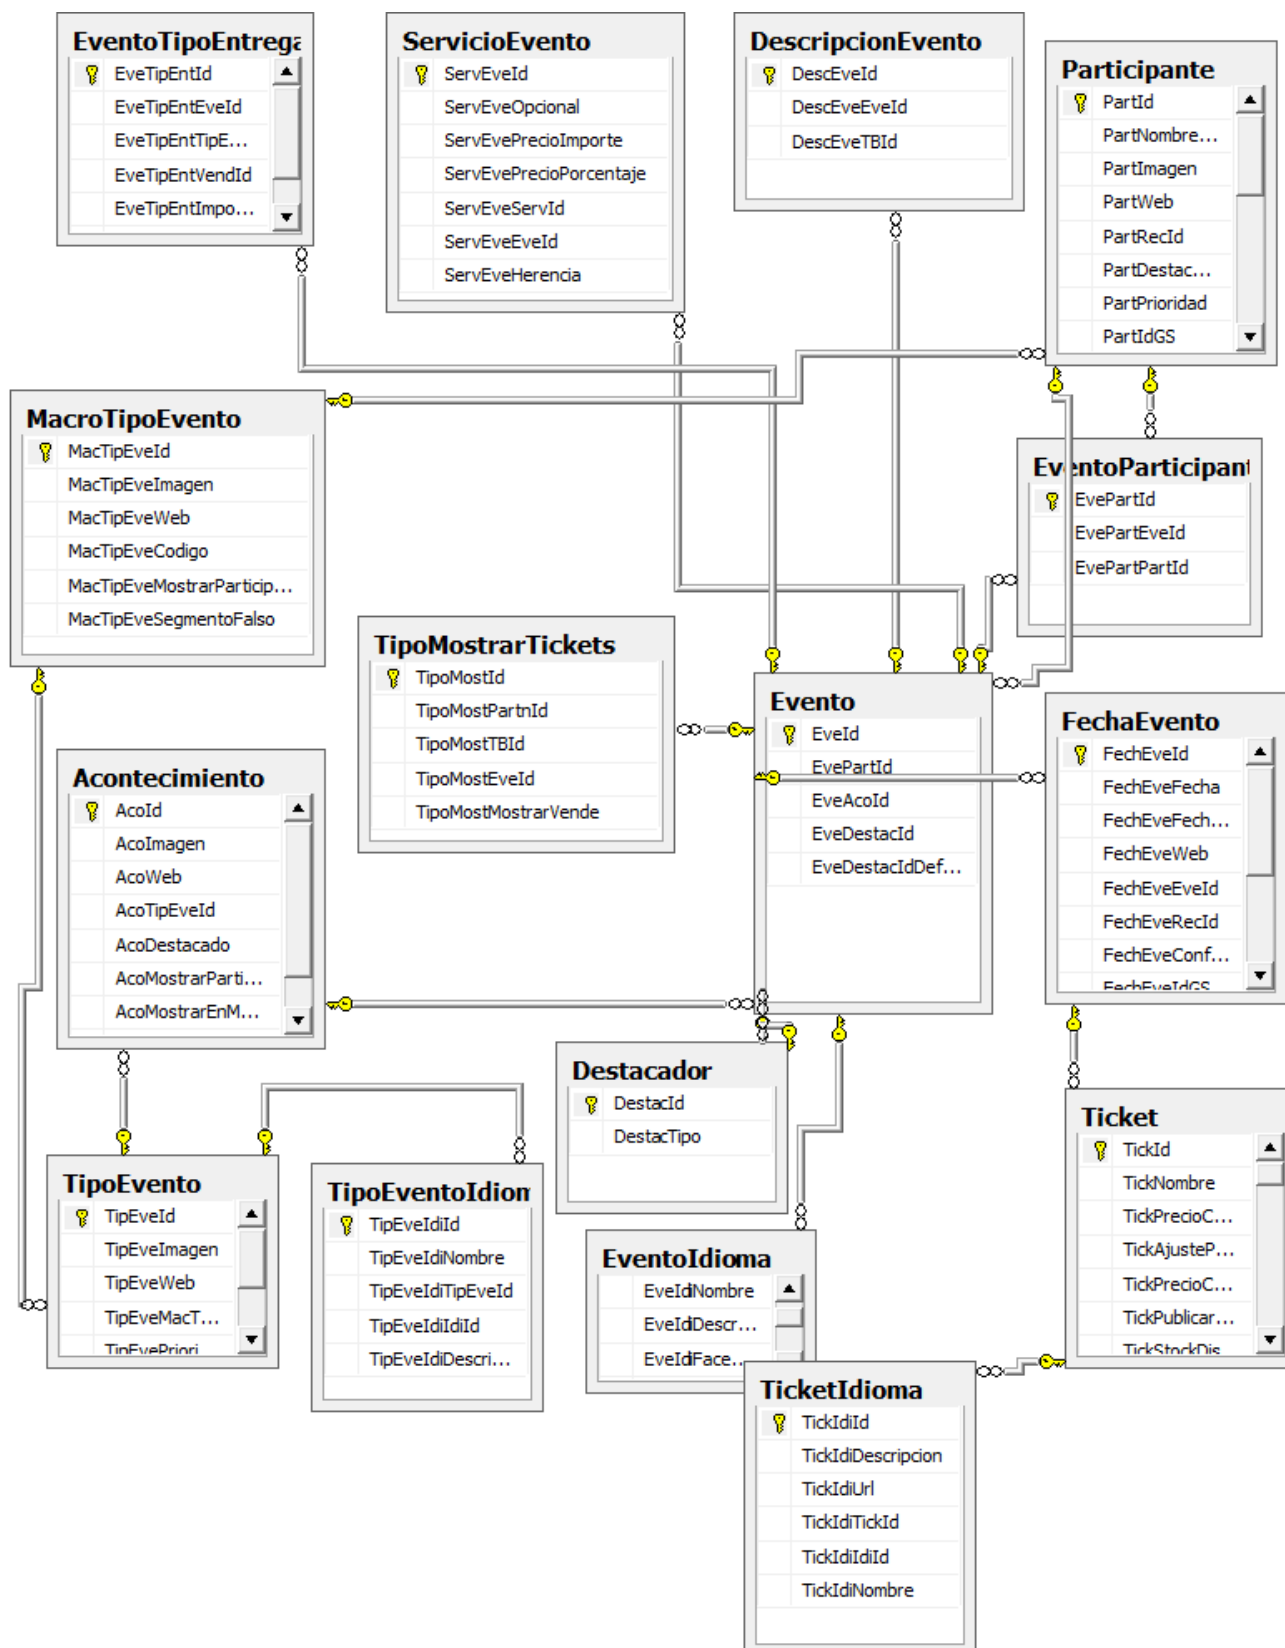 EventoTipoEntrega
EveTipEntId
EveTipEntEveId
EveTipEntTipE...
EveTipEntVendId
EveTipEntImpo...
ServicioEvento
ServEveId
ServEveOpcional
ServEvePrecioImporte
ServEvePrecioPorcentaje
ServEveServId
ServEveEveId
ServEveHerencia
DescripcionEvento
DescEveId
DescEveEveId
DescEveTBId
Participante
PartId
PartNombre...
PartImagen
PartWeb
PartRecId
PartDestac...
PartPrioridad
PartIdGS
MacroTipoEvento
MacTipEveId
MacTipEveImagen
MacTipEveWeb
MacTipEveCodigo
MacTipEveMostrarParticip...
MacTipEveSegmentoFalso
EventoParticipant
EvePartId
EvePartEveId
EvePartPartId
TipoMostrarTickets
TipoMostId
TipoMostPartnId
TipoMostTBId
TipoMostEveId
TipoMostMostrarVende
Evento
EveId
EvePartId
EveAcoId
EveDestacId
EveDestacIdDef...
FechaEvento
FechEveId
FechEveFecha
FechEveFech...
FechEveWeb
FechEveEveId
FechEveRecId
FechEveConf...
FechEveIdGS
Acontecimiento
AcoId
AcoImagen
AcoWeb
AcoTipEveId
AcoDestacado
AcoMostrarParti...
AcoMostrarEnM...
Destacador
DestacId
DestacTipo
Ticket
TickId
TickNombre
TickPrecioC...
TickAjusteP...
TickPrecioC...
TickPublicar...
TickStockDis
TipoEvento
TipEveId
TipEveImagen
TipEveWeb
TipEveMacT...
TipEvePriori
TipoEventoIdiom
TipEveIdiId
TipEveIdiNombre
TipEveIdiTipEveId
TipEveIdiIdiId
TipEveIdiDescri...
EventoIdioma
EveIdiNombre
EveIdiDescr...
EveIdiFace...
TicketIdioma
TickIdiId
TickIdiDescripcion
TickIdiUrl
TickIdiTickId
TickIdiIdiId
TickIdiNombre